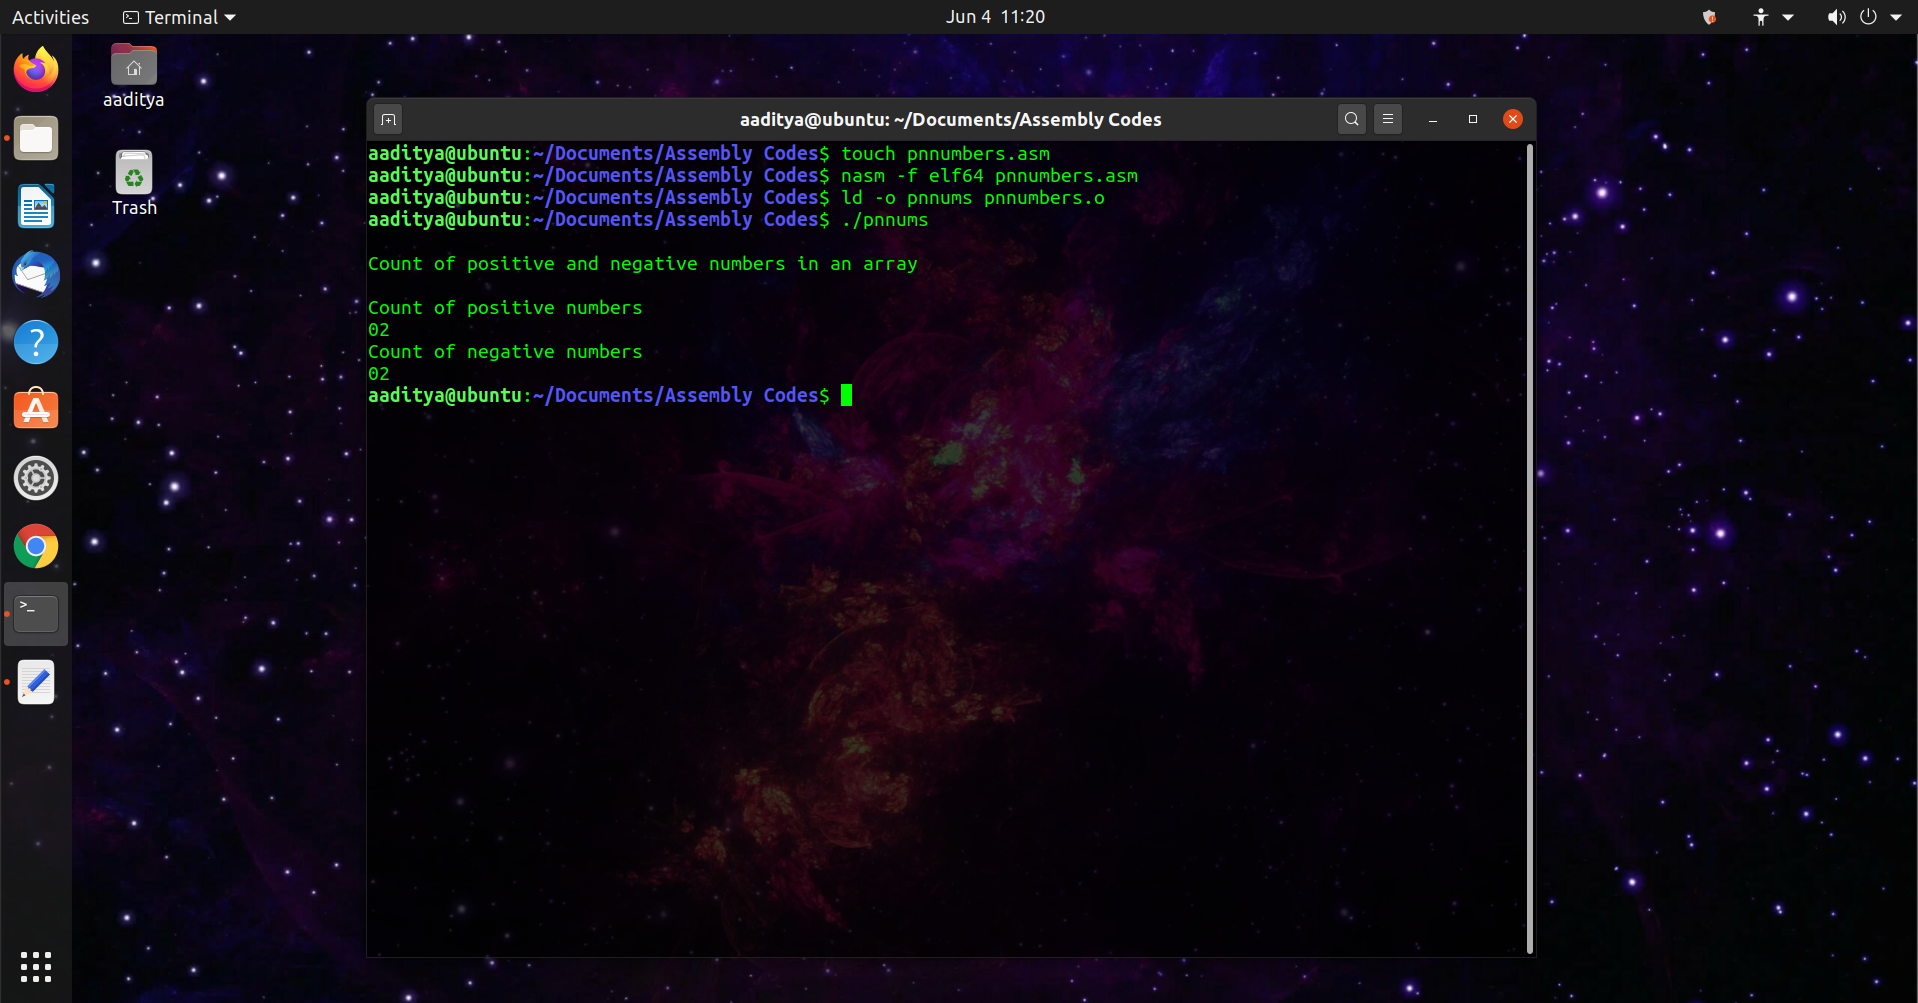 Activities
Terminal
Jun 4 11:20
aaditya
Trash
aaditya@ubuntu: ~/Documents/Assembly Codes
aaditya@ubuntu:~/Documents/Assembly Codes$ touch pnnumbers.asm
aaditya@ubuntu:~/Documents/Assembly Codes$ nasm -f elf64 pnnumbers.asm
aaditya@ubuntu:~/Documents/Assembly Codes$ ld -o pnnums pnnumbers.o
aaditya@ubuntu:~/Documents/Assembly Codes$ ./pnnums
Count of positive and negative numbers in an array
Count of positive numbers
02
Count of negative numbers
02
aaditya@ubuntu:~/Documents/Assembly Codes$